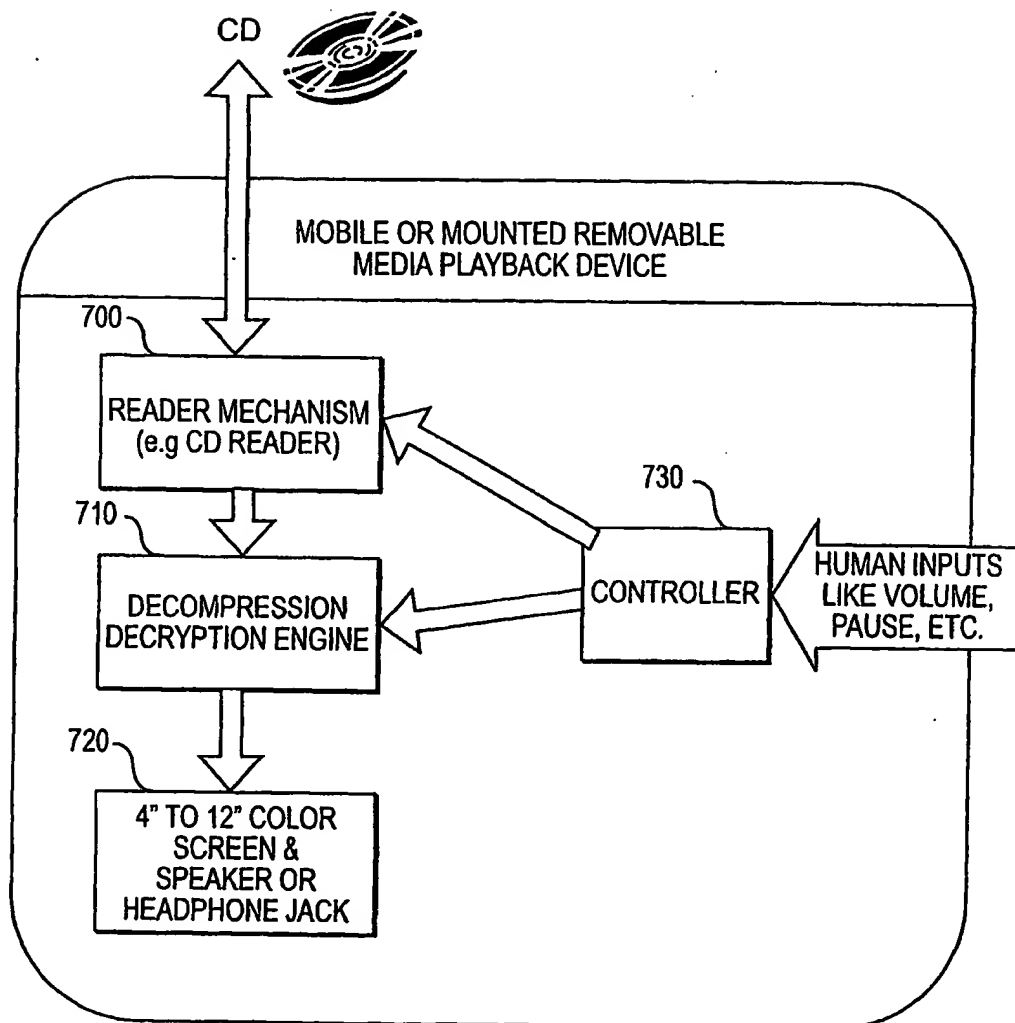 CD
MOBILE OR MOUNTED REMOVABLE
MEDIA PLAYBACK DEVICE
700
READER MECHANISM
(e.g CD READER)
710
DECOMPRESSION
DECRYPTION ENGINE
730
CONTROLLER
HUMAN INPUTS
LIKE VOLUME,
PAUSE, ETC.
720
4" TO 12" COLOR
SCREEN &
SPEAKER OR
HEADPHONE JACK